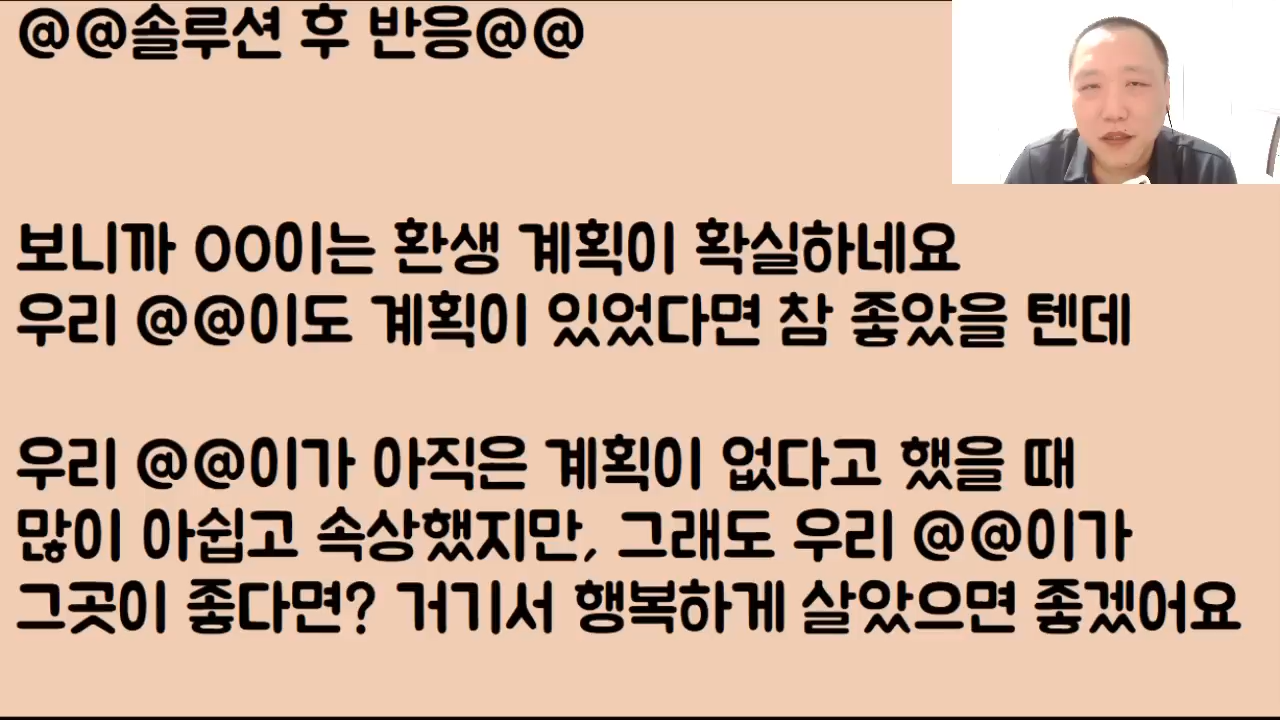 @@솔루션 후 반응@@
보니까 OO이는 환생 계획이 확실하네요
우리 @@이도 계획이 있었다면 참 좋았을 텐데
우리 @@이가 아직은 계획이 없다고 했을 때
많이 아쉽고 속상했지만, 그래도 우리 @@이가
그곳이 좋다면? 거기서 행복하게 살았으면 좋겠어요